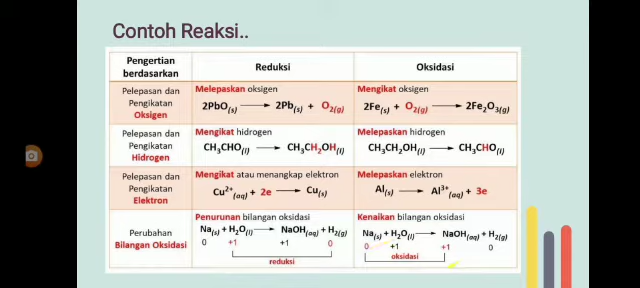 Contoh Reaksi..
Pengertian berdasarkan
Reduksi
Oksidasi
Pelepasan dan
Pengikatan
Oksigen
Melepaskan oksigen
2PbO(s) → 2Pb(s) + O2(g)
Mengikat oksigen
2Fe(s) + O2(g) → 2Fe2O3(g)
Pelepasan dan
Pengikatan
Hidrogen
Mengikat hidrogen
CH3CHO(l) → CH3CH2OH(l)
Melepaskan hidrogen
CH3CH2OH(l) → CH3CHO(l)
Pelepasan dan
Pengikatan
Elektron
Mengikat atau menangkap elektron
Cu2+(aq) + 2e → Cu(s)
Melepaskan elektron
Al(s) → Al3+(aq) + 3e
Perubahan
Bilangan Oksidasi
Penurunan bilangan oksidasi
Na(s) + H2O(l) → NaOH(aq) + H2(g)
0 +1 +1 0
reduksi
Kenaikan bilangan oksidasi
Na(s) + H2O(l) → NaOH(aq) + H2(g)
0 +1 +1 0
oksidasi